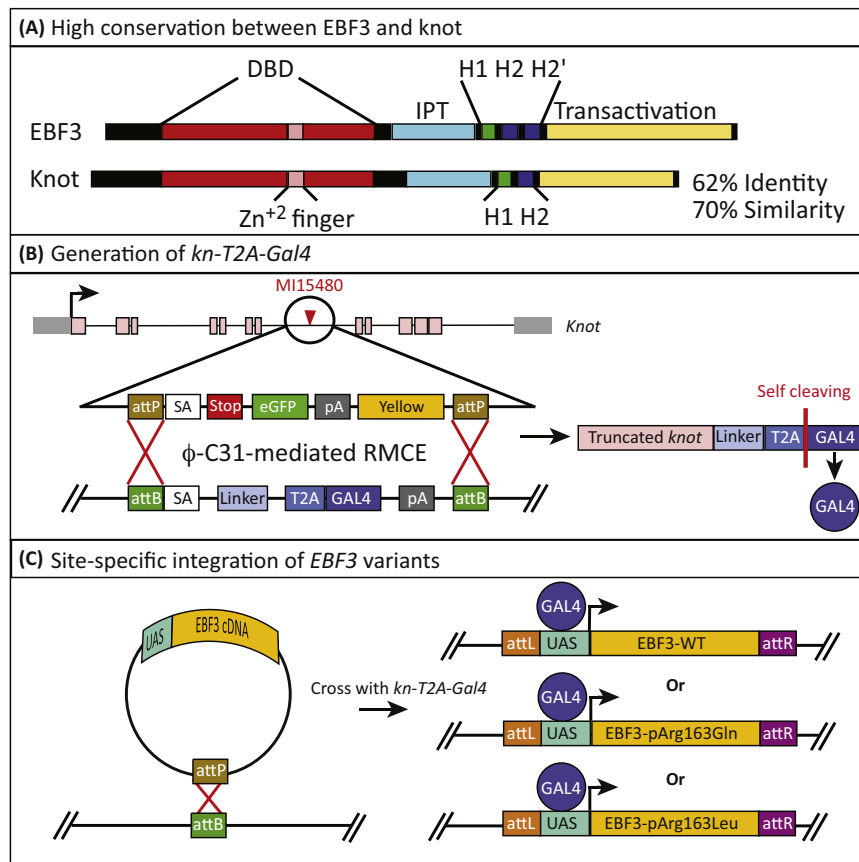 (A) High conservation between EBF3 and knot
DBD
H1 H2 H2'
IPT
Transactivation
EBF3
Knot
62% Identity
70% Similarity
Zn+2 finger
H1 H2
(B) Generation of kn-T2A-Gal4
MI15480
Knot
attP SA Stop eGFP pA Yellow attP
Self cleaving
ϕ-C31-mediated RMCE
Truncated knot Linker T2A GAL4
attB SA Linker T2A GAL4 pA attB
GAL4
(C) Site-specific integration of EBF3 variants
UAS EBF3 cDNA
GAL4
attL UAS EBF3-WT attR
Cross with kn-T2A-Gal4
Or
GAL4
attL UAS EBF3-pArg163Gln attR
attP
Or
attB
GAL4
attL UAS EBF3-pArg163Leu attR